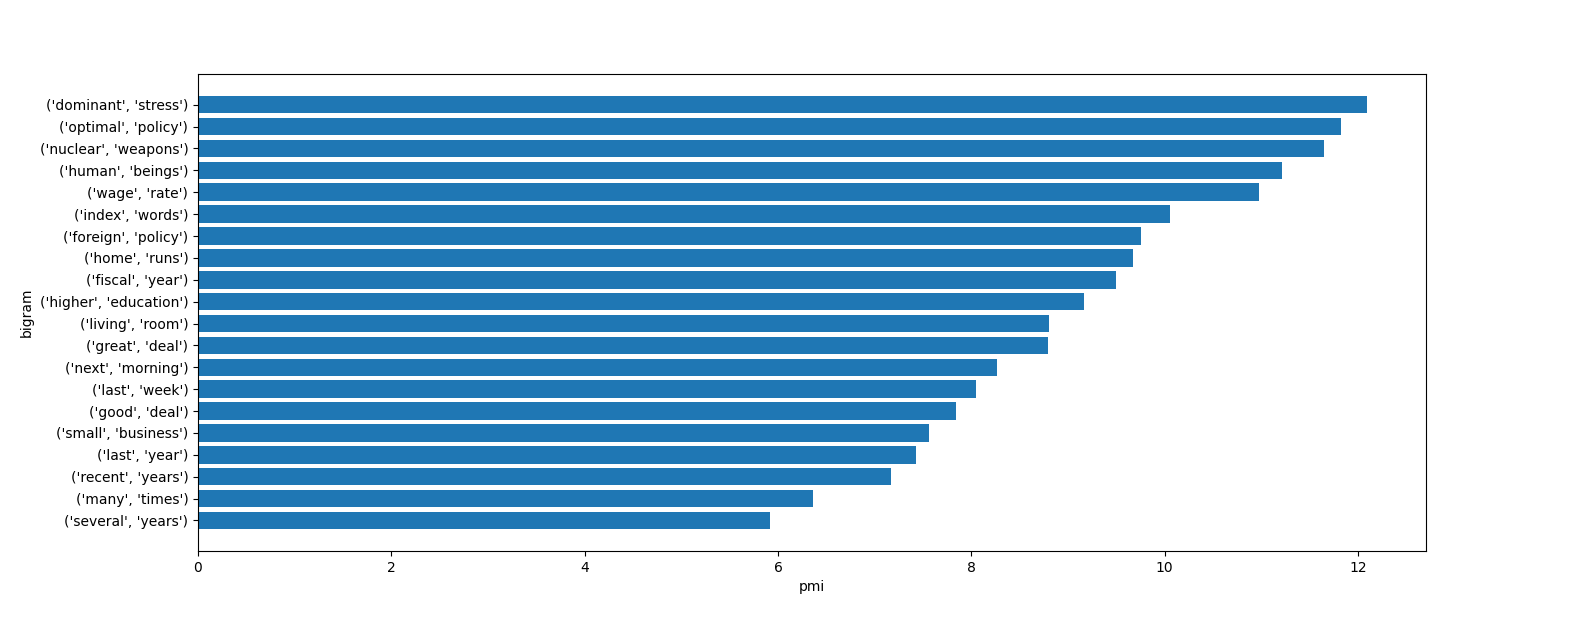 ('dominant', 'stress')
('optimal', 'policy')
('nuclear', 'weapons')
('human', 'beings')
('wage', 'rate')
('index', 'words')
('foreign', 'policy')
('home', 'runs')
('fiscal', 'year')
('higher', 'education')
('living', 'room')
('great', 'deal')
('next', 'morning')
('last', 'week')
('good', 'deal')
('small', 'business')
('last', 'year')
('recent', 'years')
('many', 'times')
('several', 'years')
bigram
0 2 4 6 8 10 12
pmi